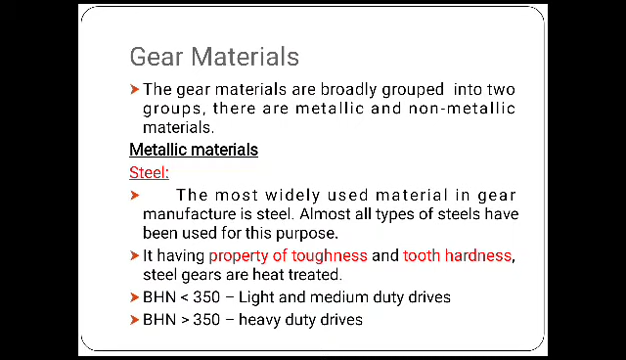 Gear Materials
➤The gear materials are broadly grouped into two
groups, there are metallic and non-metallic
materials.
Metallic materials
Steel:
➤ The most widely used material in gear
manufacture is steel. Almost all types of steels have
been used for this purpose.
➤It having property of toughness and tooth hardness,
steel gears are heat treated.
➤BHN < 350 – Light and medium duty drives
➤BHN > 350 – heavy duty drives